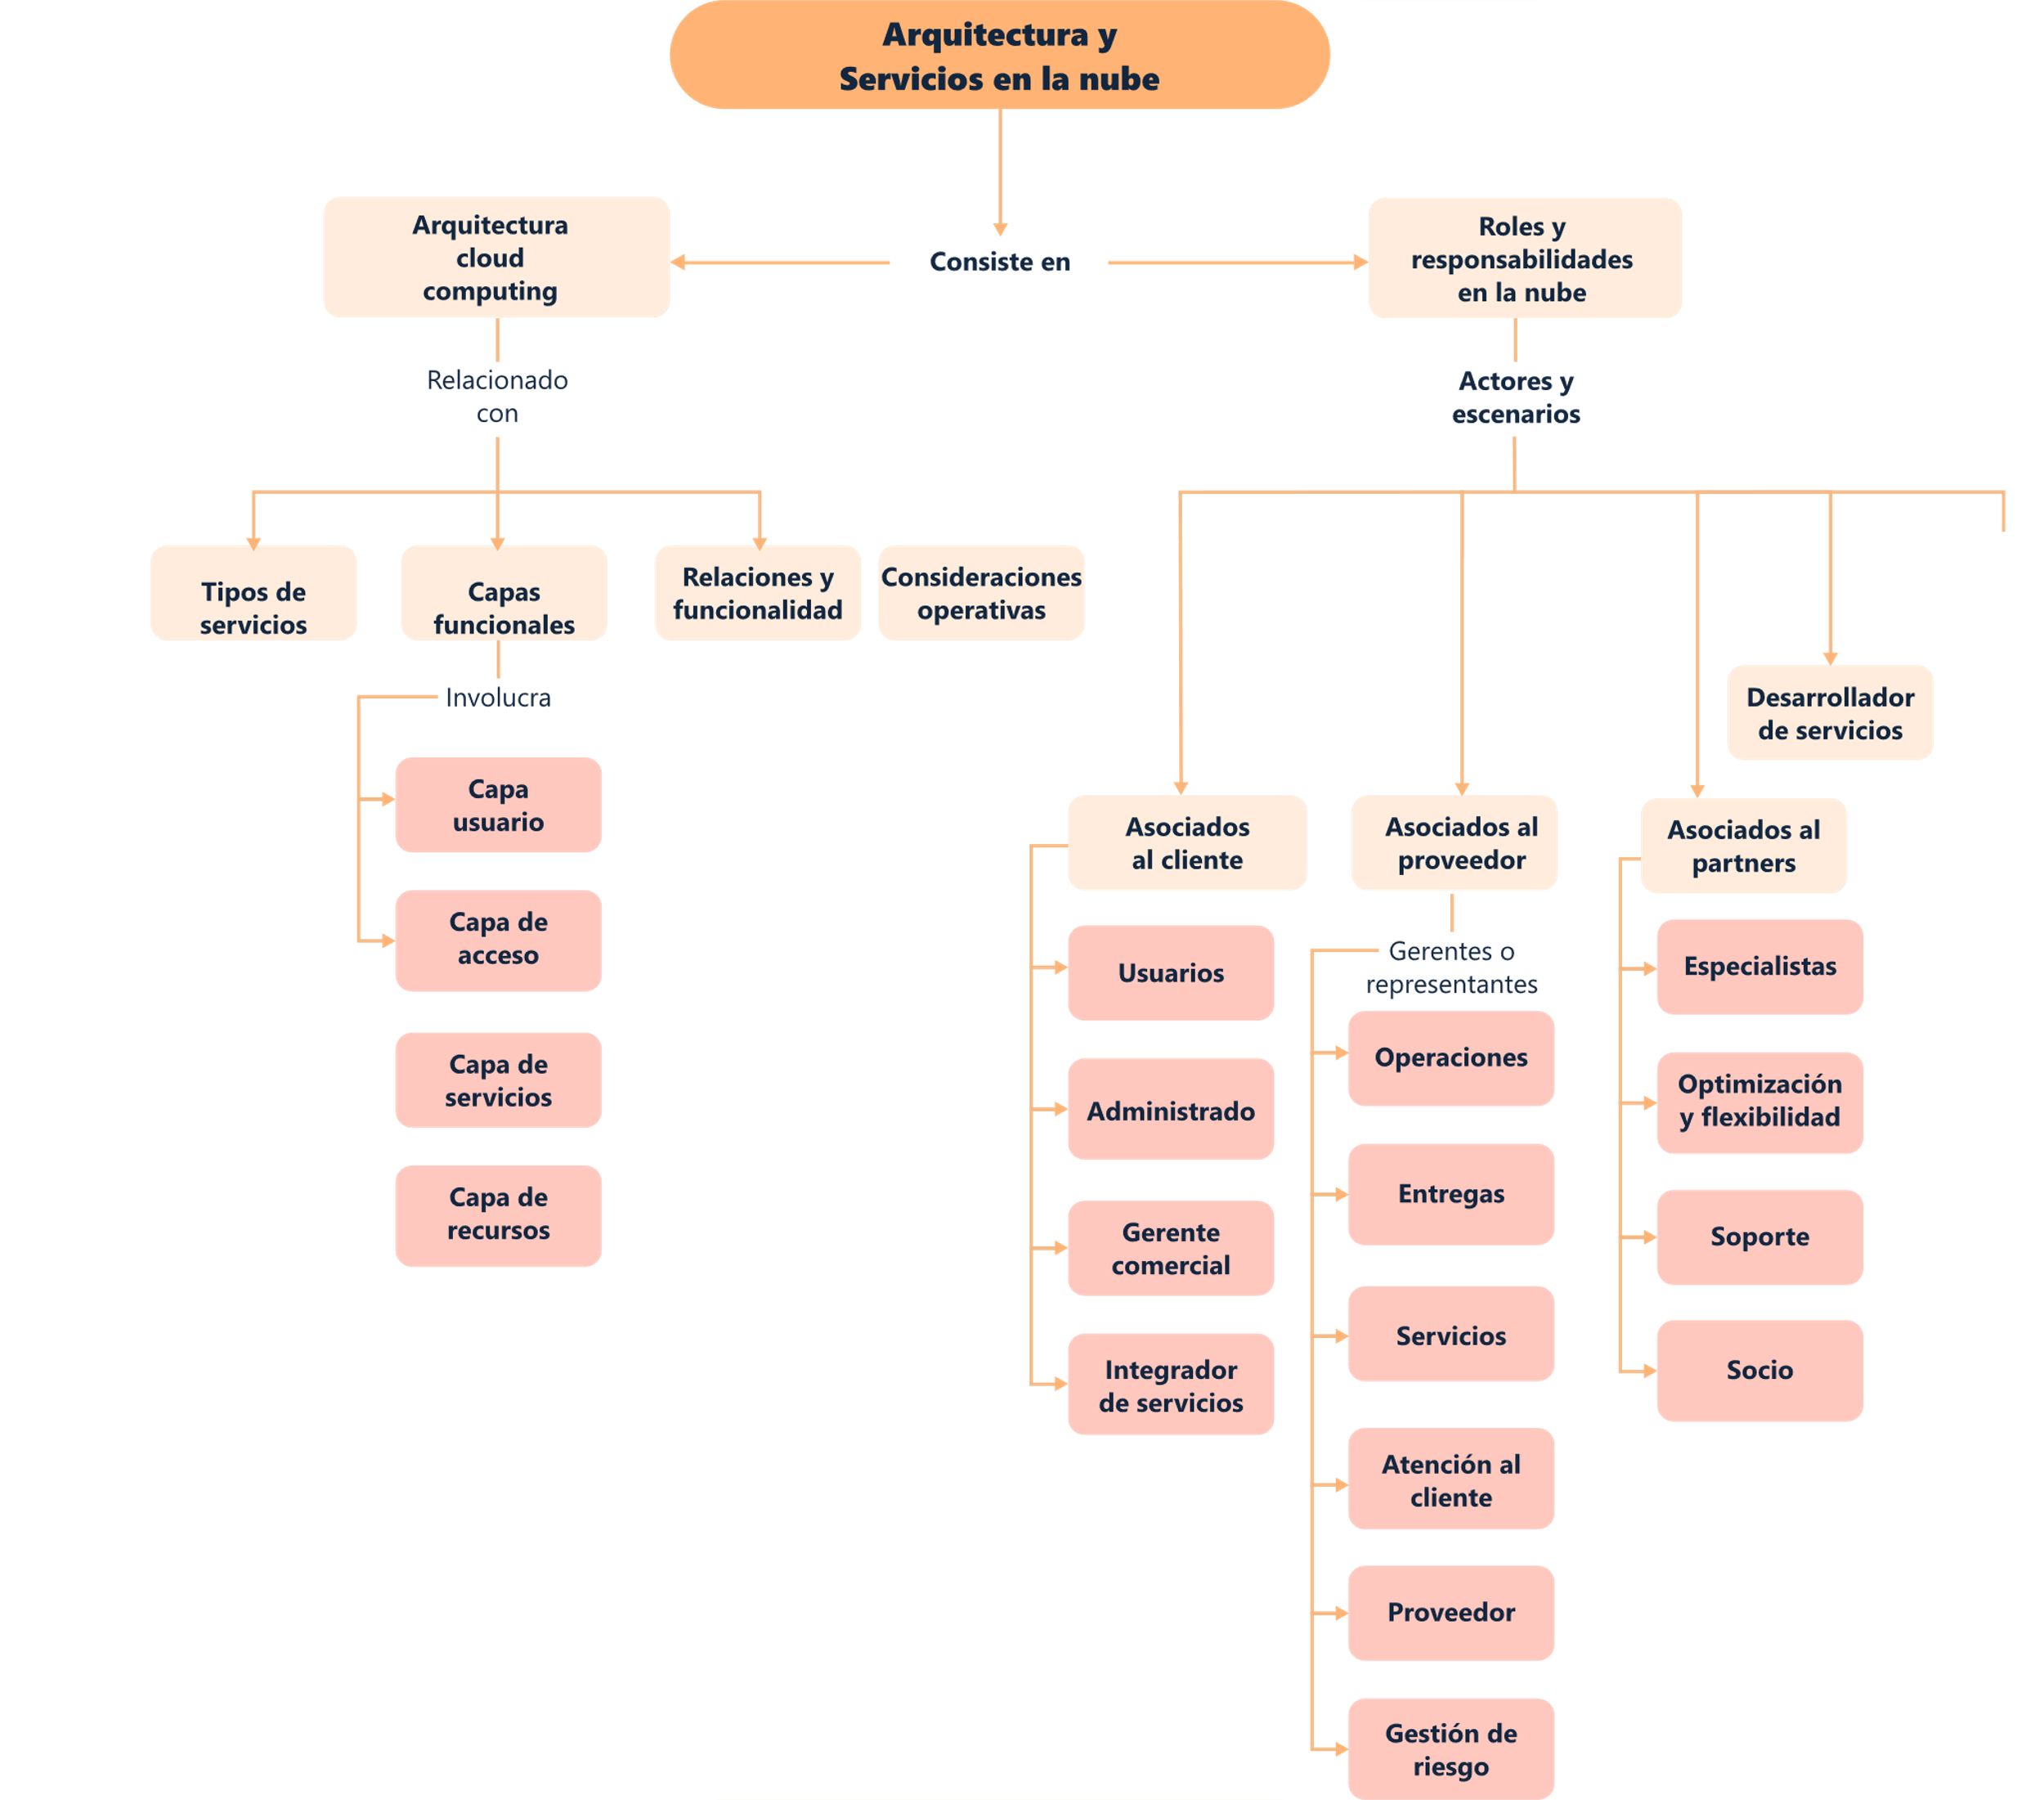 Arquitectura y
Servicios en la nube
Arquitectura
cloud
computing
Consiste en
Roles y
responsabilidades
en la nube
Relacionado
con
Actores y
escenarios
Tipos de
servicios
Capas
funcionales
Relaciones y
funcionalidad
Consideraciones
operativas
Involucra
Capa
usuario
Capa de
acceso
Capa de
servicios
Capa de
recursos
Desarrollador
de servicios
Asociados
al cliente
Usuarios
Administrado
Gerente
comercial
Integrador
de servicios
Asociados al
proveedor
Gerentes o
representantes
Operaciones
Entregas
Servicios
Atención al
cliente
Proveedor
Gestión de
riesgo
Asociados al
partners
Especialistas
Optimización
y flexibilidad
Soporte
Socio